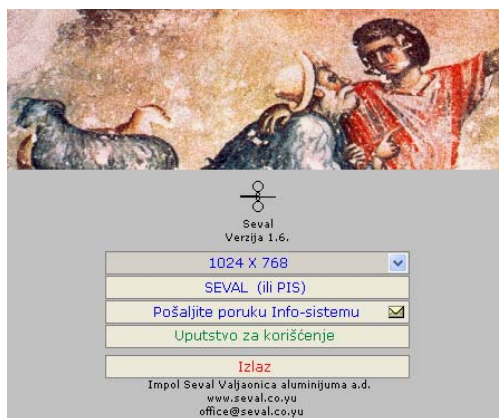 Seval
Verzija 1.6.
1024 X 768
SEVAL (ili PIS)
Pošaljite poruku Info-sistemu
Uputstvo za korišćenje
Izlaz
Impol Seval Valjaonica aluminijuma a.d.
www.seval.co.yu
office@seval.co.yu